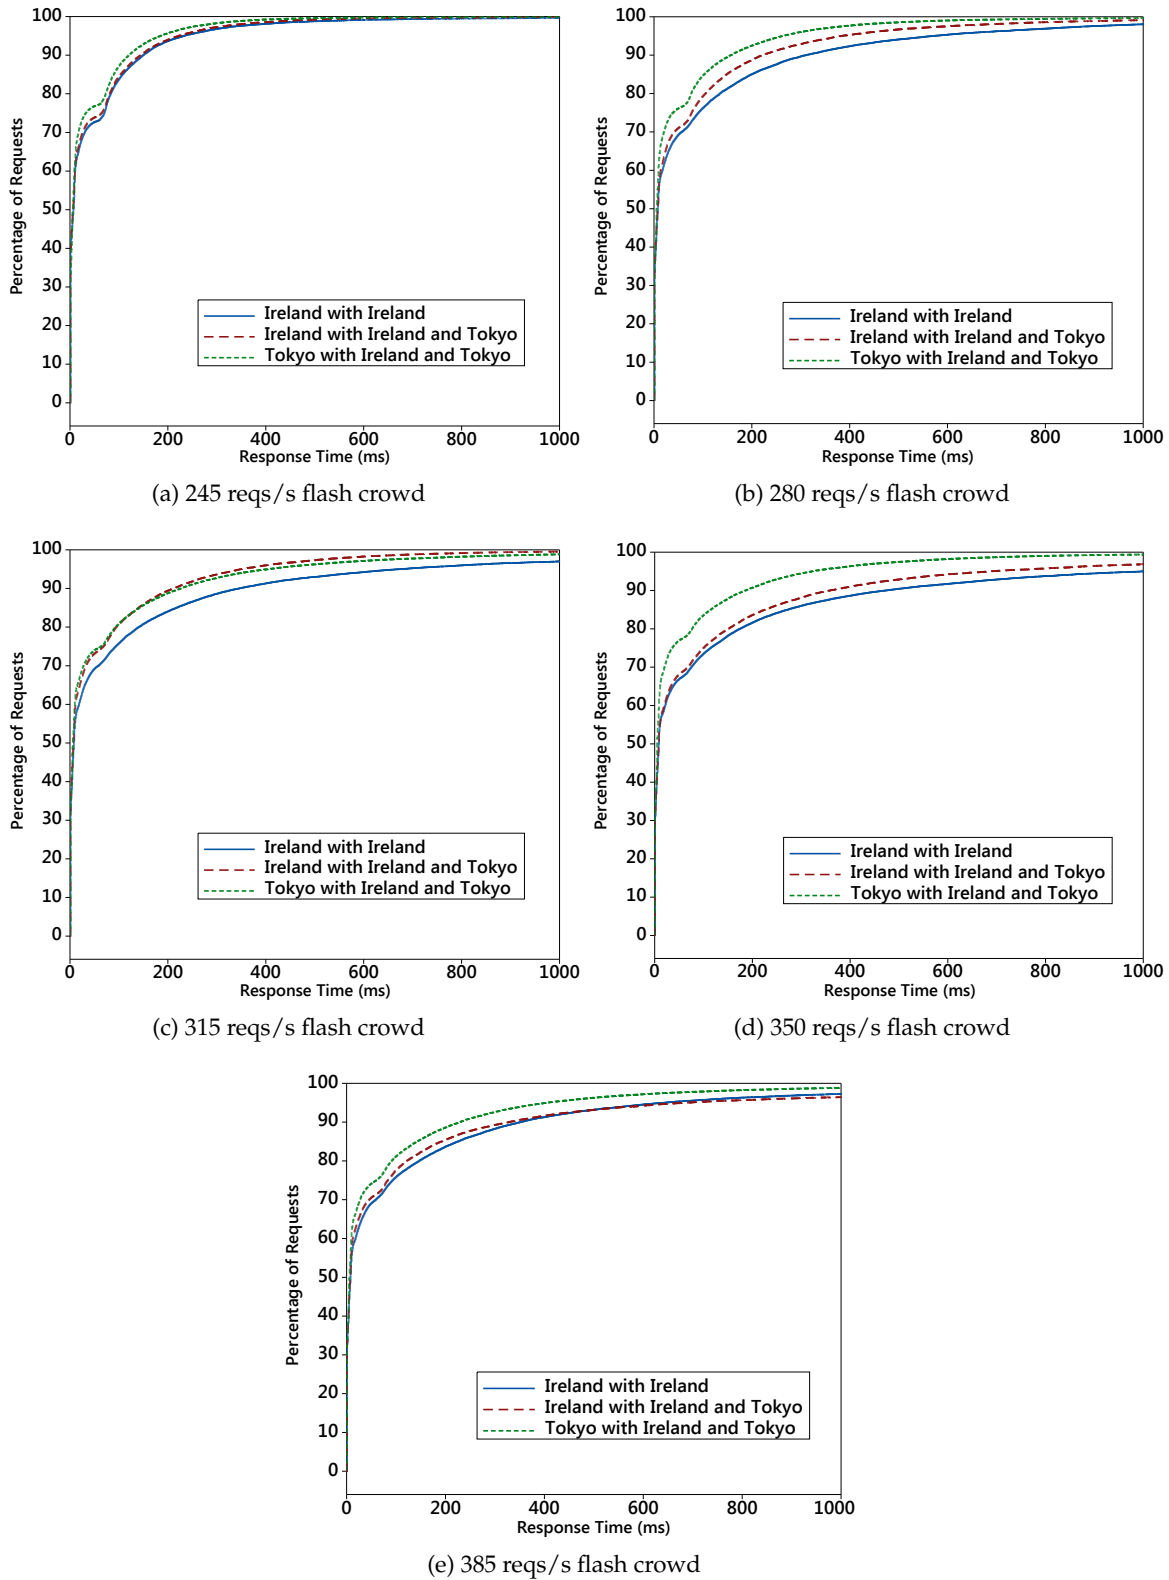 100
90
80
70
60
50
40
30
20
10
0
Percentage of Requests
Ireland with Ireland
Ireland with Ireland and Tokyo
Tokyo with Ireland and Tokyo
0 200 400 600 800 1000
Response Time (ms)
(a) 245 reqs/s flash crowd
100
90
80
70
60
50
40
30
20
10
0
Percentage of Requests
Ireland with Ireland
Ireland with Ireland and Tokyo
Tokyo with Ireland and Tokyo
0 200 400 600 800 1000
Response Time (ms)
(b) 280 reqs/s flash crowd
100
90
80
70
60
50
40
30
20
10
0
Percentage of Requests
Ireland with Ireland
Ireland with Ireland and Tokyo
Tokyo with Ireland and Tokyo
0 200 400 600 800 1000
Response Time (ms)
(c) 315 reqs/s flash crowd
100
90
80
70
60
50
40
30
20
10
0
Percentage of Requests
Ireland with Ireland
Ireland with Ireland and Tokyo
Tokyo with Ireland and Tokyo
0 200 400 600 800 1000
Response Time (ms)
(d) 350 reqs/s flash crowd
100
90
80
70
60
50
40
30
20
10
0
Percentage of Requests
Ireland with Ireland
Ireland with Ireland and Tokyo
Tokyo with Ireland and Tokyo
0 200 400 600 800 1000
Response Time (ms)
(e) 385 reqs/s flash crowd